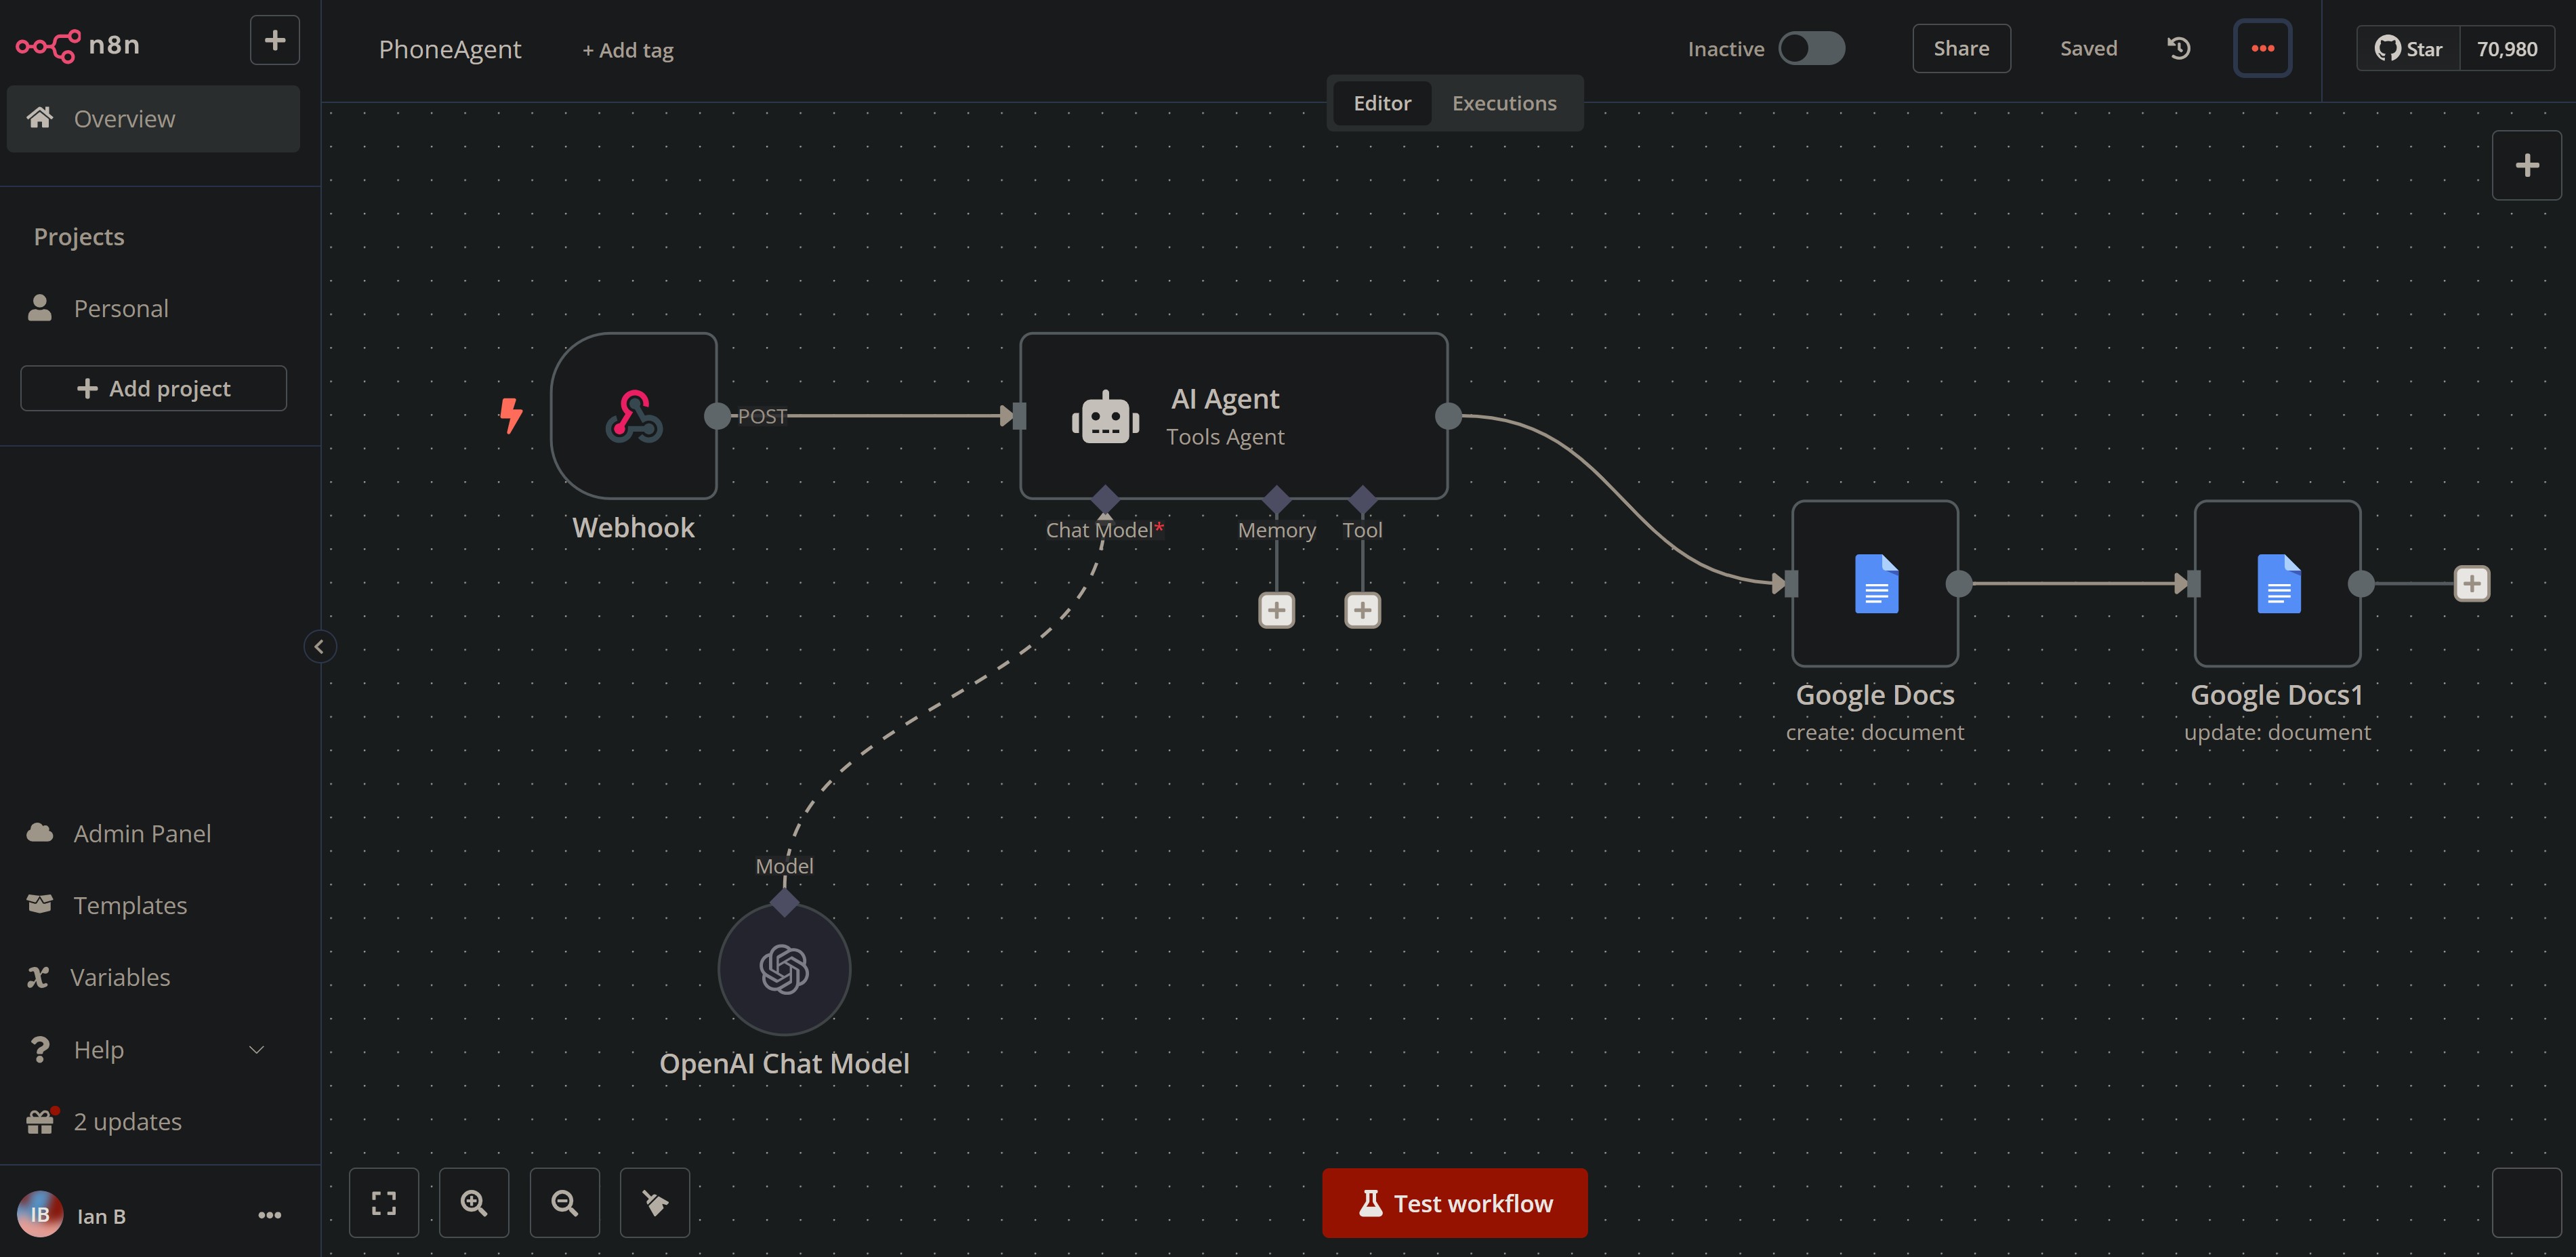 n8n
PhoneAgent
+ Add tag
Inactive
Share
Saved
Star
70,980
Editor
Executions
Overview
Projects
Personal
Add project
POST
AI Agent
Tools Agent
Webhook
Chat Model*
Memory
Tool
Google Docs
create: document
Google Docs1
update: document
Model
OpenAI Chat Model
Admin Panel
Templates
Variables
Help
2 updates
IB
Ian B
Test workflow